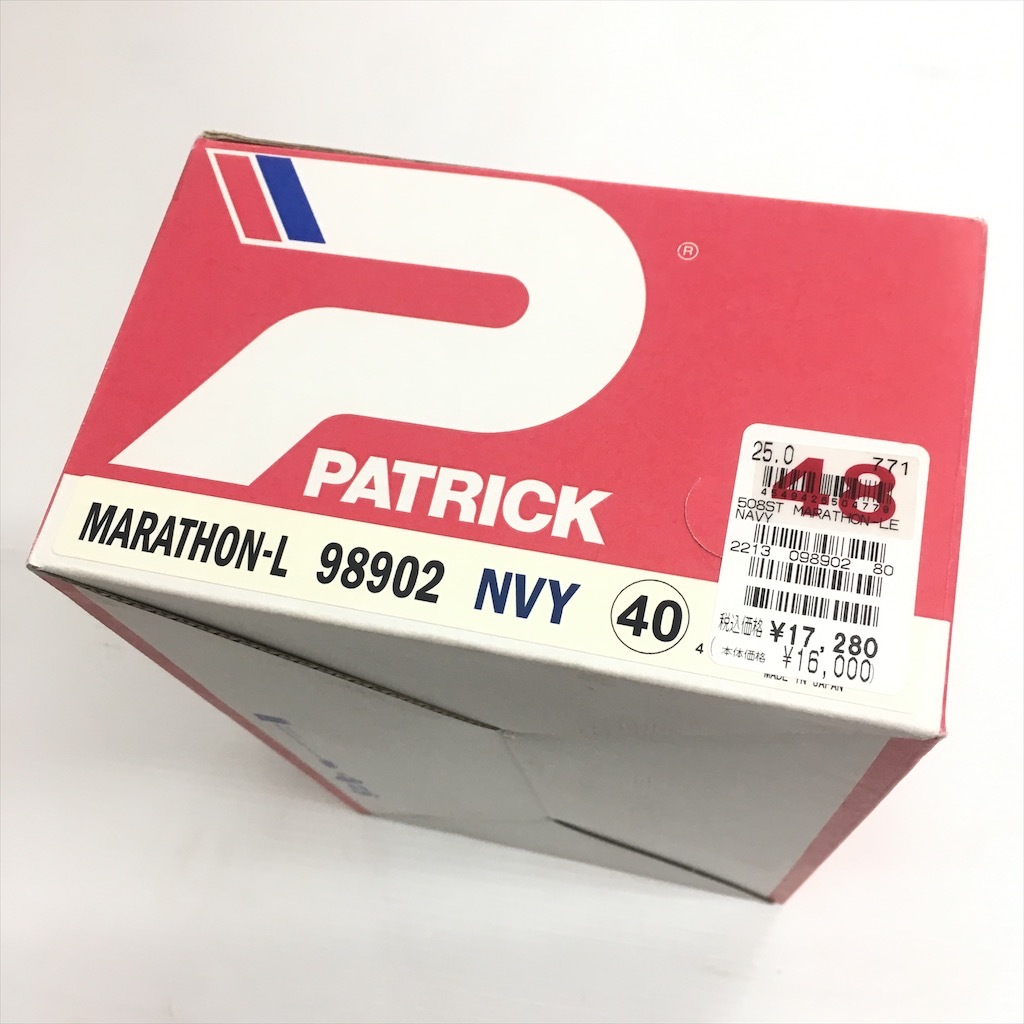 ®
PATRICK
MARATHON-L 98902 NVY 40
4
25.0 771
48
508ST MARATHON-LE
NAVY
2213 098902 80
税込価格 ¥17,280
本体価格 ¥16,000)
MADE IN JAPAN